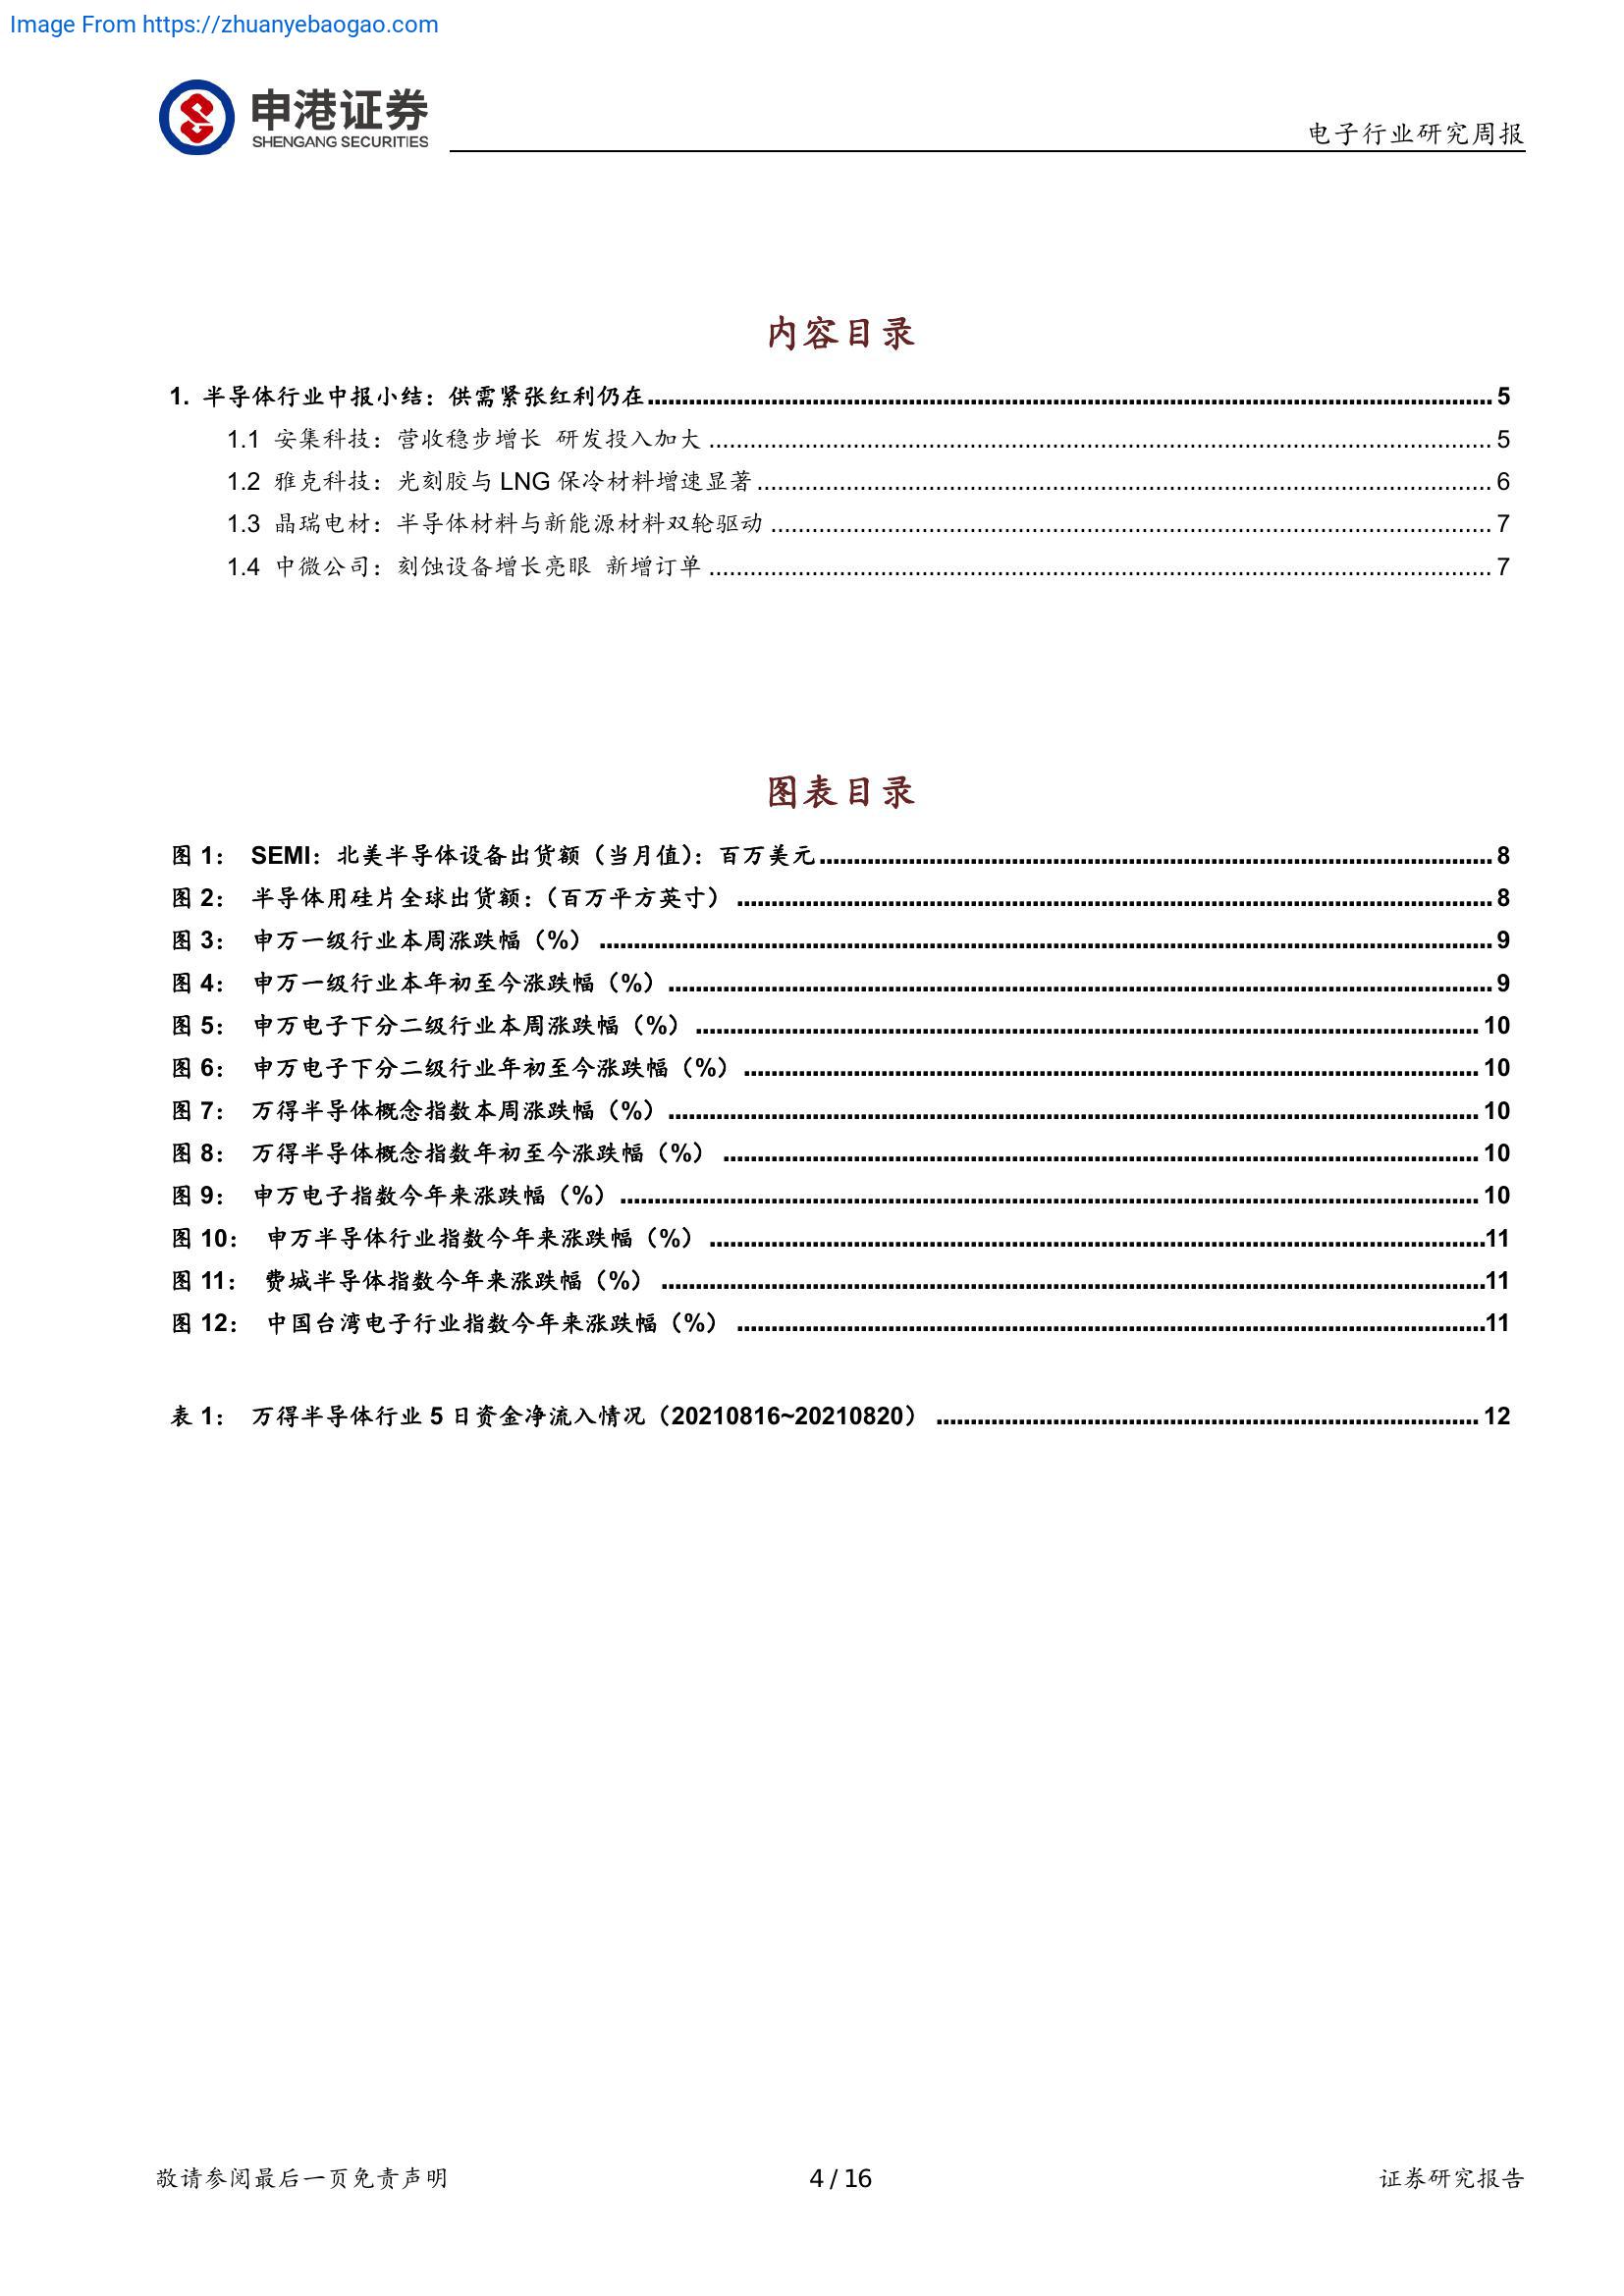 Image From https://zhuanyebaogao.com
申港证券
SHENGANG SECURITIES
电子行业研究周报
内容目录
1. 半导体行业中报小结：供需紧张红利仍在 5
1.1 安集科技：营收稳步增长 研发投入加大 5
1.2 雅克科技：光刻胶与 LNG 保冷材料增速显著 6
1.3 晶瑞电材：半导体材料与新能源材料双轮驱动 7
1.4 中微公司：刻蚀设备增长亮眼 新增订单 7
图表目录
图 1： SEMI：北美半导体设备出货额（当月值）：百万美元 8
图 2： 半导体用硅片全球出货额：（百万平方英寸） 8
图 3： 申万一级行业本周涨跌幅（%） 9
图 4： 申万一级行业本年初至今涨跌幅（%） 9
图 5： 申万电子下分二级行业本周涨跌幅（%） 10
图 6： 申万电子下分二级行业年初至今涨跌幅（%） 10
图 7： 万得半导体概念指数本周涨跌幅（%） 10
图 8： 万得半导体概念指数年初至今涨跌幅（%） 10
图 9： 申万电子指数今年来涨跌幅（%） 10
图 10： 申万半导体行业指数今年来涨跌幅（%） 11
图 11： 费城半导体指数今年来涨跌幅（%） 11
图 12： 中国台湾电子行业指数今年来涨跌幅（%） 11
表 1： 万得半导体行业 5 日资金净流入情况（20210816~20210820） 12
敬请参阅最后一页免责声明
4 / 16
证券研究报告